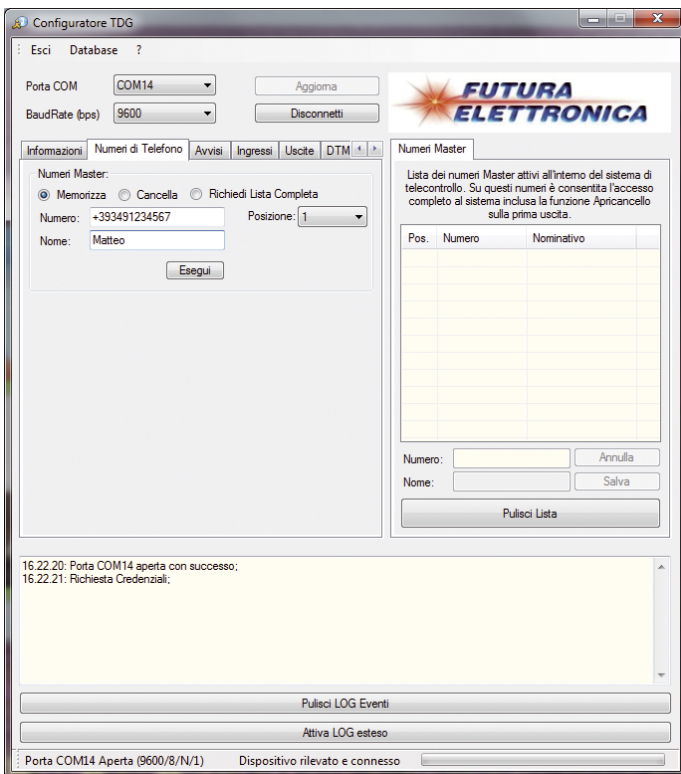 Configuratore TDG
Esci Database ?
Porta COM COM14 Aggiorna
BaudRate (bps) 9600 Disconnetti
FUTURA
ELETTRONICA
Informazioni Numeri di Telefono Avvisi Ingressi Uscite DTM
Numeri Master:
Memorizza Cancella Richiedi Lista Completa
Numero: +393491234567 Posizione: 1
Nome: Matteo
Esegui
Numeri Master
Lista dei numeri Master attivi all'interno del sistema di
telecontrollo. Su questi numeri è consentita l'accesso
completo al sistema inclusa la funzione Apricancello
sulla prima uscita.
Pos. Numero Nominativo
Numero: Annulla
Nome: Salva
Pulisci Lista
16.22.20: Porta COM14 aperta con successo;
16.22.21: Richiesta Credenziali;
Pulisci LOG Eventi
Attiva LOG esteso
Porta COM14 Aperta (9600/8/N/1) Dispositivo rilevato e connesso